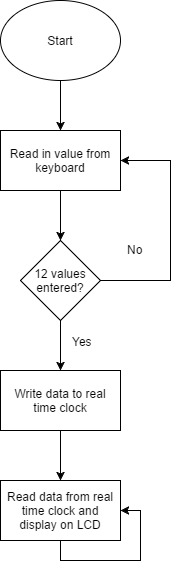 Start
Read in value from
keyboard
No
12 values
entered?
Yes
Write data to real
time clock
Read data from real
time clock and
display on LCD